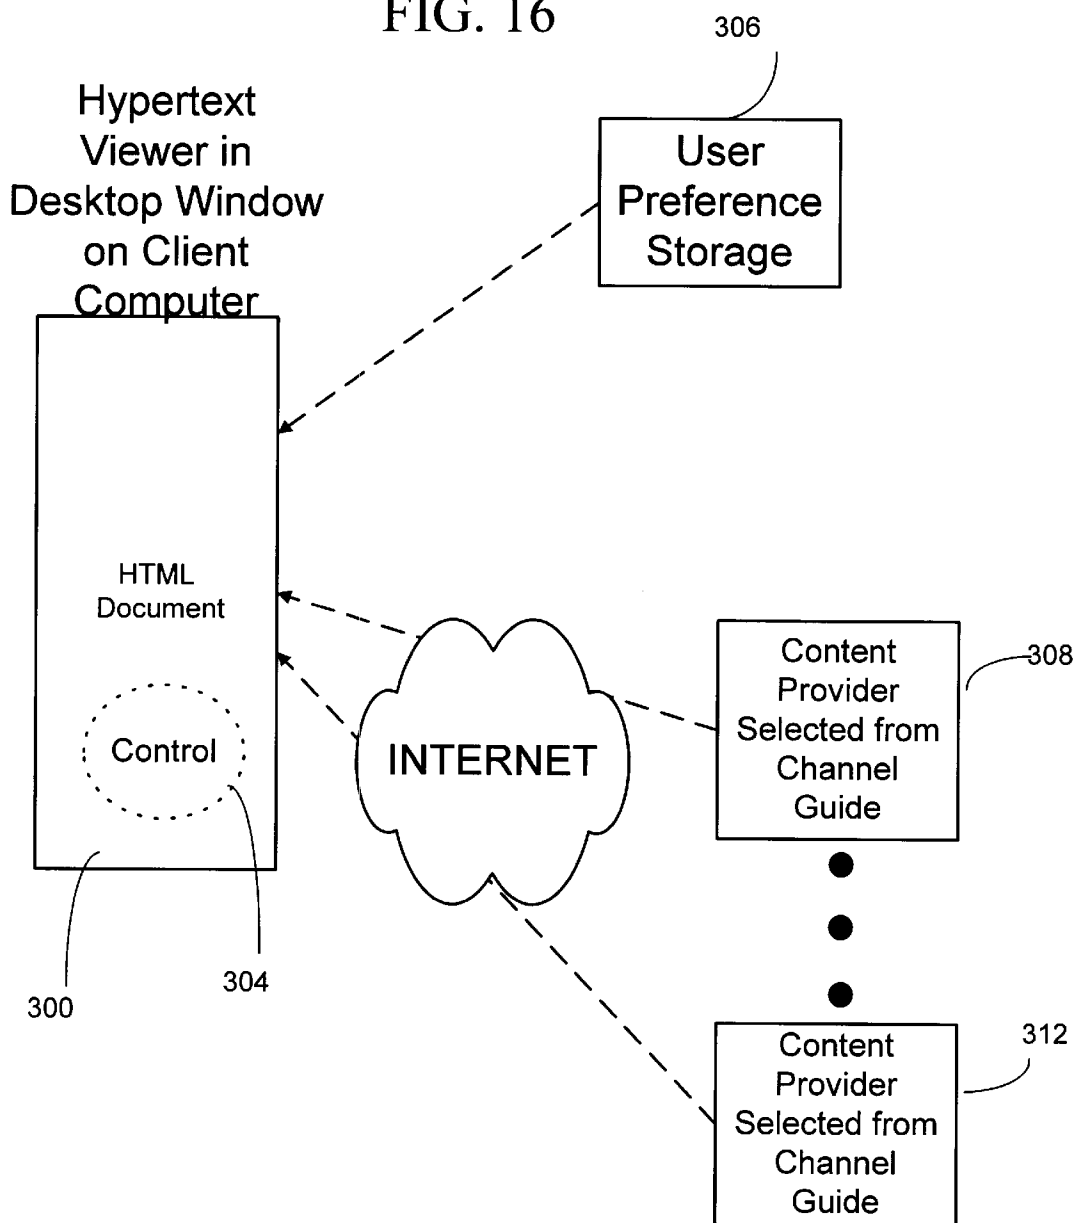 FIG. 16
306
Hypertext
Viewer in
Desktop Window
on Client
Computer
User
Preference
Storage
HTML
Document
Control
300
304
INTERNET
Content
Provider
Selected from
Channel
Guide
308
Content
Provider
Selected from
Channel
Guide
312